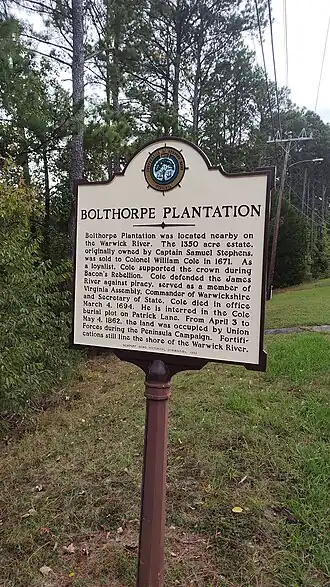 BOLTHORPE PLANTATION
Bolthorpe Plantation was located nearby on
the Warwick River. The 1350 acre estate,
originally owned by Captain Samuel Stephens,
was sold to Colonel William Cole in 1671. As
a loyalist, Cole supported the crown during
Bacon's Rebellion. Cole defended the James
River against piracy, served as a member of
Virginia Assembly, Commander of Warwickshire
and Secretary of State. Cole died in office
March 4, 1694. He is interred in the Cole
burial plot on Patrick Lane. From April 3 to
May 4, 1862, the land was occupied by Union
Forces during the Peninsula Campaign. Fortifi-
cations still line the shore of the Warwick River.